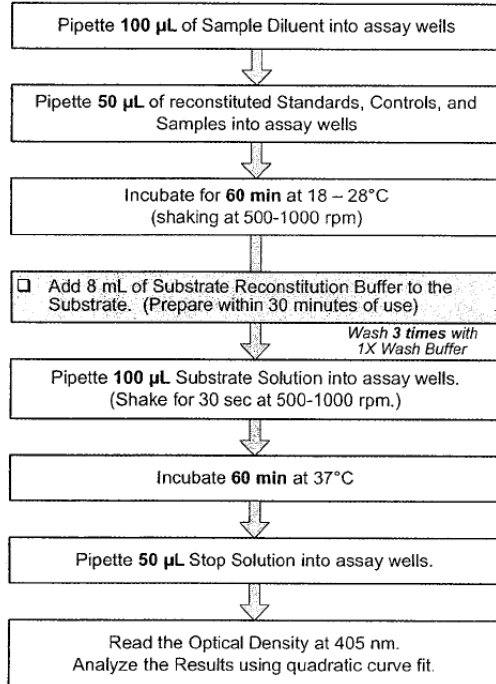 Pipette 100 µL of Sample Diluent into assay wells
Pipette 50 µL of reconstituted Standards, Controls, and
Samples into assay wells
Incubate for 60 min at 18 – 28°C
(shaking at 500-1000 rpm)
❑ Add 8 mL of Substrate Reconstitution Buffer to the
Substrate. (Prepare within 30 minutes of use)
Wash 3 times with
1X Wash Buffer
Pipette 100 µL Substrate Solution into assay wells.
(Shake for 30 sec at 500-1000 rpm.)
Incubate 60 min at 37°C
Pipette 50 µL Stop Solution into assay wells.
Read the Optical Density at 405 nm.
Analyze the Results using quadratic curve fit.